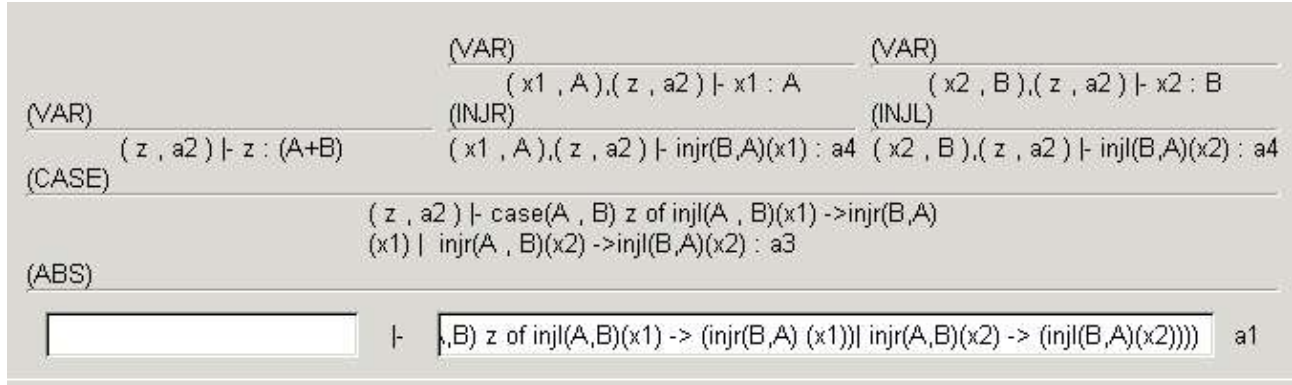 (VAR) (VAR)
( x1 , A ),( z , a2 ) |- x1 : A ( x2 , B ),( z , a2 ) |- x2 : B
(VAR) (INJR) (INJL)
( z , a2 ) |- z : (A+B) ( x1 , A ),( z , a2 ) |- injr(B,A)(x1) : a4 ( x2 , B ),( z , a2 ) |- injl(B,A)(x2) : a4
(CASE)
( z , a2 ) |- case(A , B) z of injl(A , B)(x1) ->injr(B,A)
(x1) | injr(A , B)(x2) ->injl(B,A)(x2) : a3
(ABS)
|- ,B) z of injl(A,B)(x1) -> (injr(B,A) (x1))| injr(A,B)(x2) -> (injl(B,A)(x2)))) a1